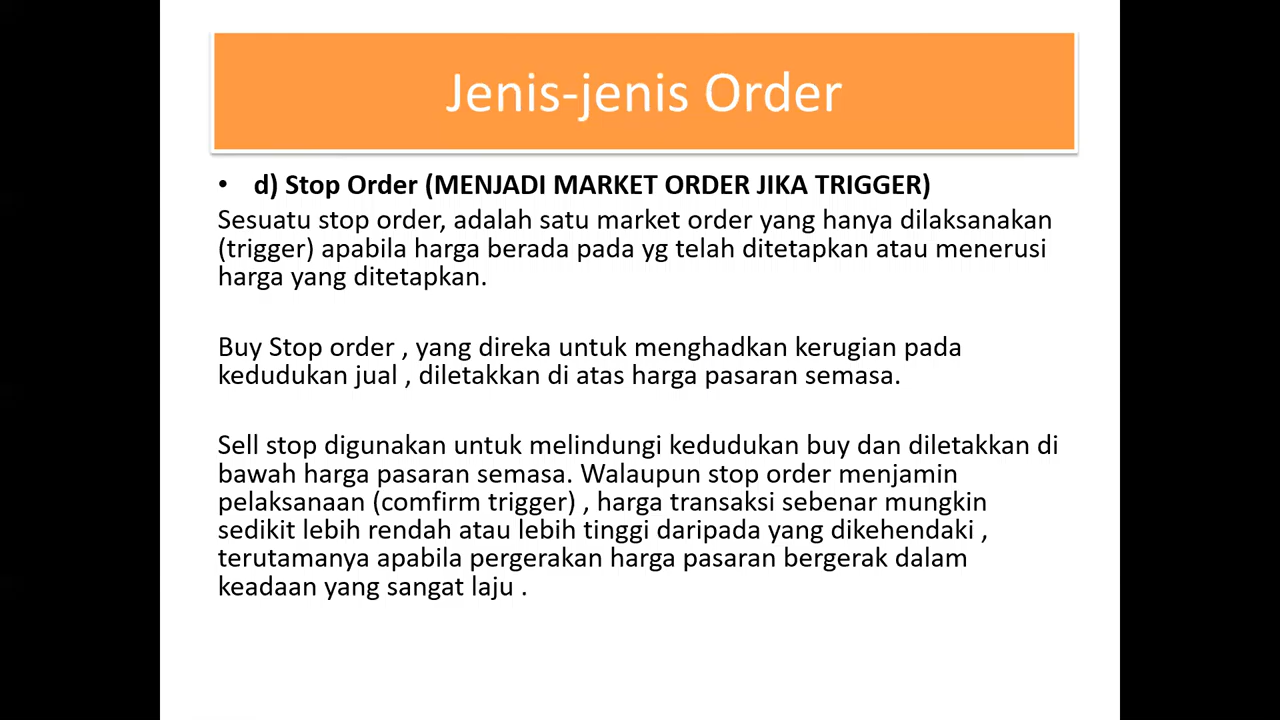 Jenis-jenis Order
• d) Stop Order (MENJADI MARKET ORDER JIKA TRIGGER)
Sesuatu stop order, adalah satu market order yang hanya dilaksanakan
(trigger) apabila harga berada pada yg telah ditetapkan atau menerusi
harga yang ditetapkan.
Buy Stop order , yang direka untuk menghadkan kerugian pada
kedudukan jual , diletakkan di atas harga pasaran semasa.
Sell stop digunakan untuk melindungi kedudukan buy dan diletakkan di
bawah harga pasaran semasa. Walaupun stop order menjamin
pelaksanaan (comfirm trigger) , harga transaksi sebenar mungkin
sedikit lebih rendah atau lebih tinggi daripada yang dikehendaki ,
terutamanya apabila pergerakan harga pasaran bergerak dalam
keadaan yang sangat laju .